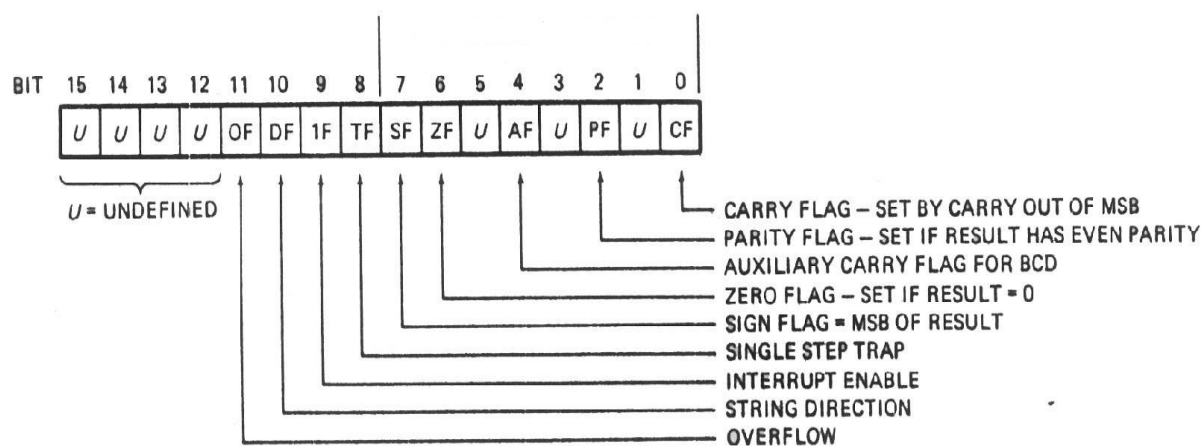 BIT 15 14 13 12 11 10 9 8 7 6 5 4 3 2 1 0
U U U U OF DF 1F TF SF ZF U AF U PF U CF
U = UNDEFINED
CARRY FLAG – SET BY CARRY OUT OF MSB
PARITY FLAG – SET IF RESULT HAS EVEN PARITY
AUXILIARY CARRY FLAG FOR BCD
ZERO FLAG – SET IF RESULT = 0
SIGN FLAG = MSB OF RESULT
SINGLE STEP TRAP
INTERRUPT ENABLE
STRING DIRECTION
OVERFLOW